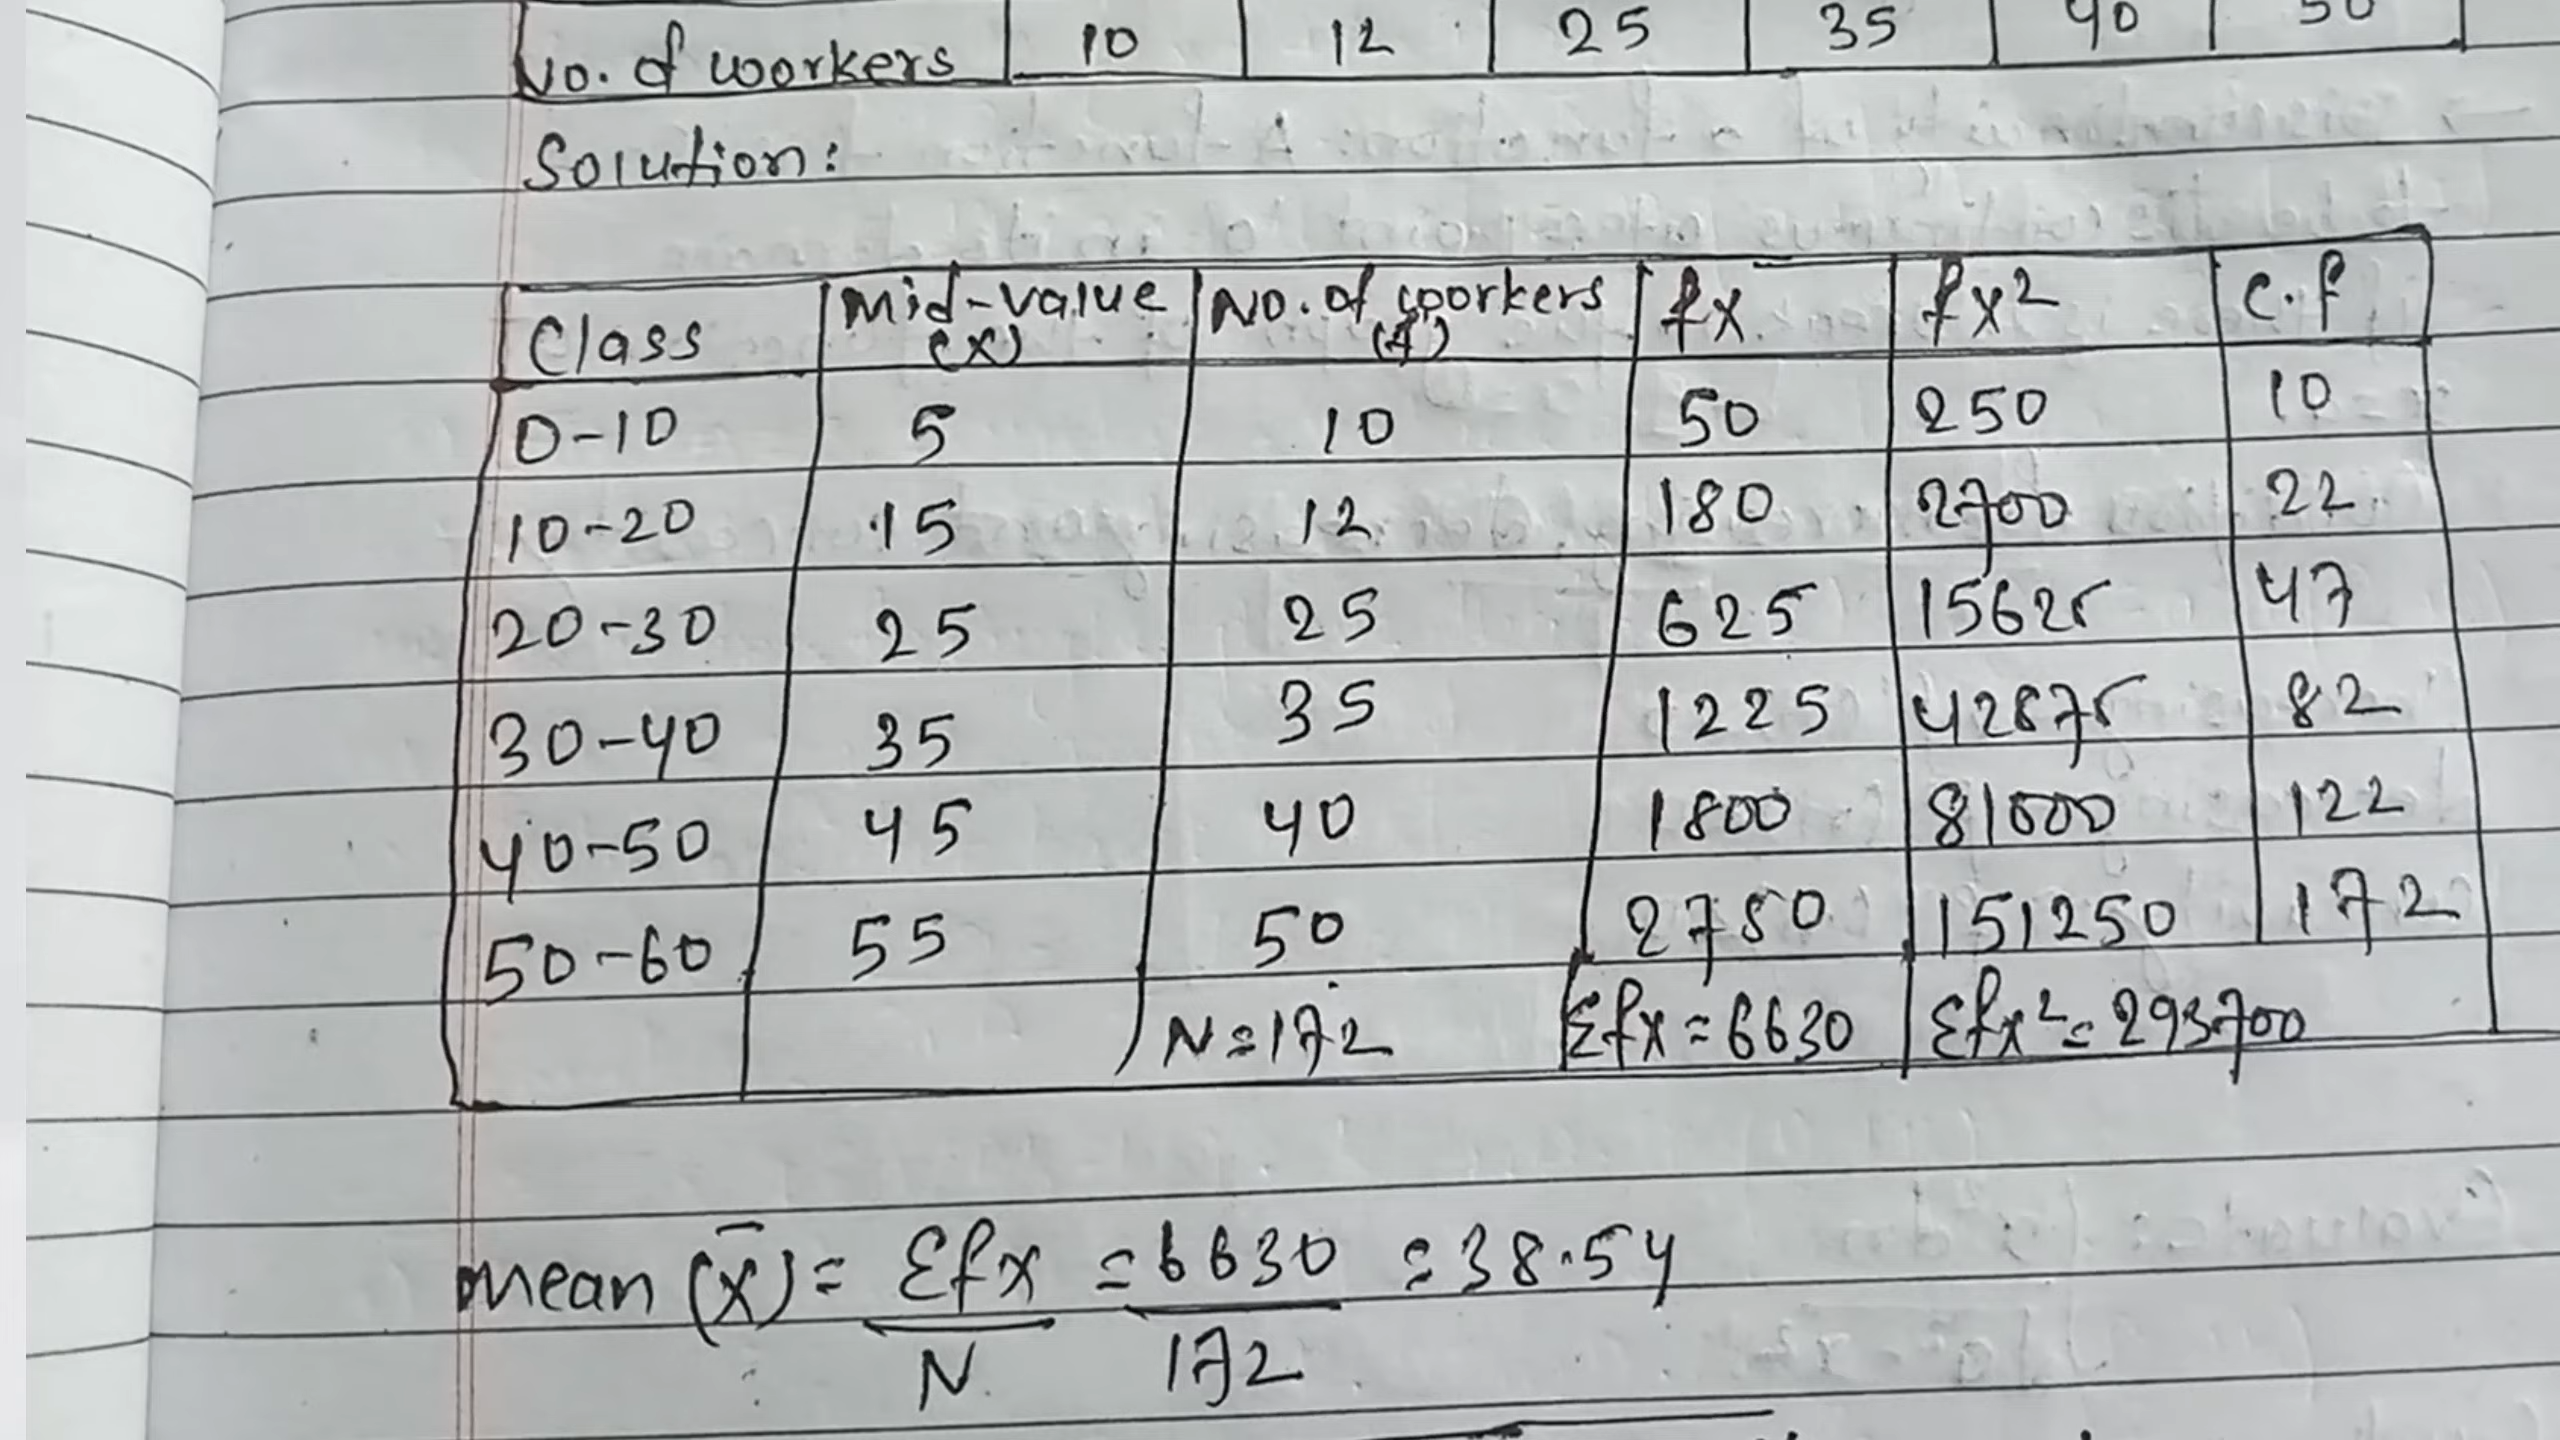 No. of workers 10 12 25 35 40 50
Solution:
Class Mid-value (x) No. of workers (f) fx fx² c.f
0-10 5 10 50 250 10
10-20 15 12 180 2700 22
20-30 25 25 625 15625 47
30-40 35 35 1225 42875 82
40-50 45 40 1800 81000 122
50-60 55 50 2750 151250 172
N=172 Σfx=6630 Σfx²=293700
mean (x̄) = Σfx = 6630 = 38.54
N 172